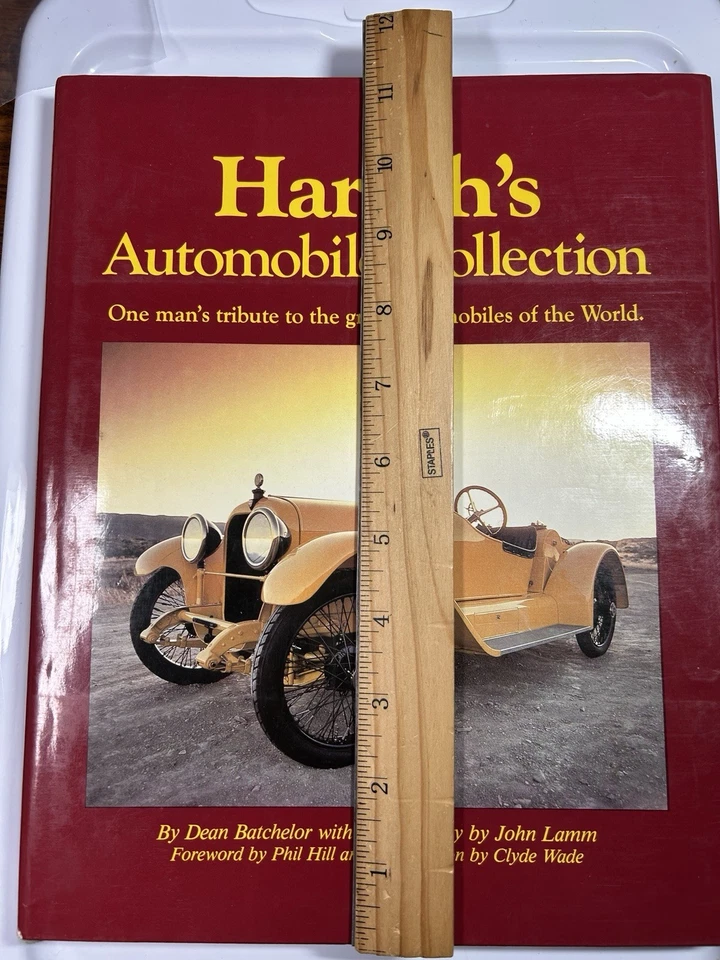 Har h's
Automobil ollection
One man's tribute to the g mobiles of the World.
By Dean Batchelor with y by John Lamm
Foreword by Phil Hill a n by Clyde Wade
12
11
10
9
8
7
6
5
4
3
2
1
STAPLES®